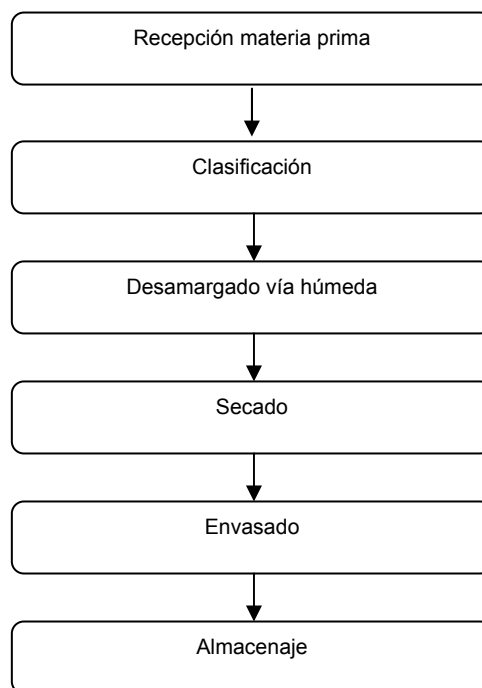 Recepción materia prima
Clasificación
Desamargado vía húmeda
Secado
Envasado
Almacenaje